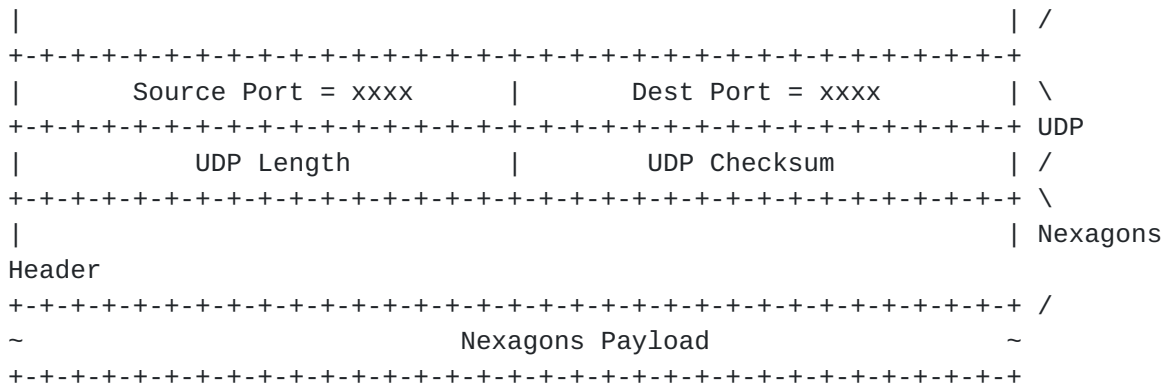 |                                                               | /
+-+-+-+-+-+-+-+-+-+-+-+-+-+-+-+-+-+-+-+-+-+-+-+-+-+-+-+-+-+-+-+-+
|       Source Port = xxxx      |       Dest Port = xxxx        | \
+-+-+-+-+-+-+-+-+-+-+-+-+-+-+-+-+-+-+-+-+-+-+-+-+-+-+-+-+-+-+-+-+ UDP
|           UDP Length          |        UDP Checksum           | /
+-+-+-+-+-+-+-+-+-+-+-+-+-+-+-+-+-+-+-+-+-+-+-+-+-+-+-+-+-+-+-+-+ \
|                                                               | Nexagons
Header
+-+-+-+-+-+-+-+-+-+-+-+-+-+-+-+-+-+-+-+-+-+-+-+-+-+-+-+-+-+-+-+-+ /
~                            Nexagons Payload                   ~
+-+-+-+-+-+-+-+-+-+-+-+-+-+-+-+-+-+-+-+-+-+-+-+-+-+-+-+-+-+-+-+-+